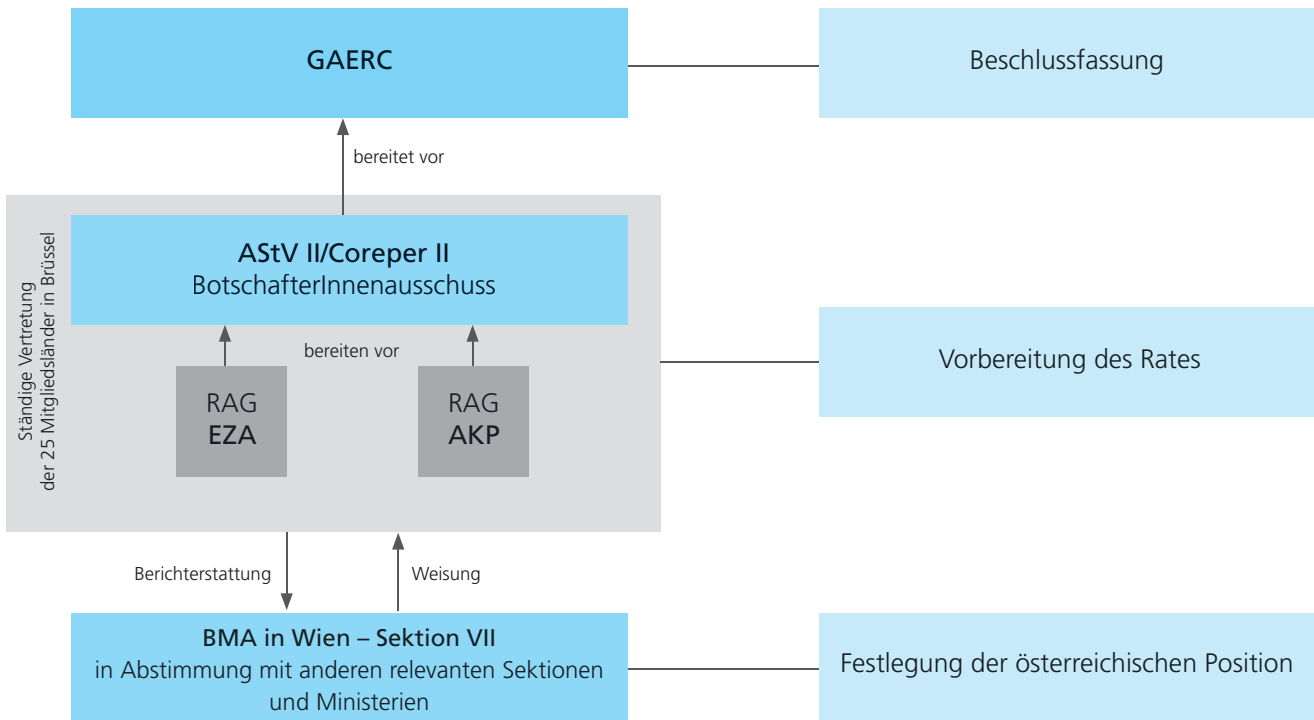 GAERC
Beschlussfassung
bereitet vor
Ständige Vertretung
der 25 Mitgliedsländer in Brüssel
AStV II/Coreper II
BotschafterInnenausschuss
bereiten vor
RAG
EZA
RAG
AKP
Vorbereitung des Rates
Berichterstattung
Weisung
BMA in Wien – Sektion VII
in Abstimmung mit anderen relevanten Sektionen
und Ministerien
Festlegung der österreichischen Position